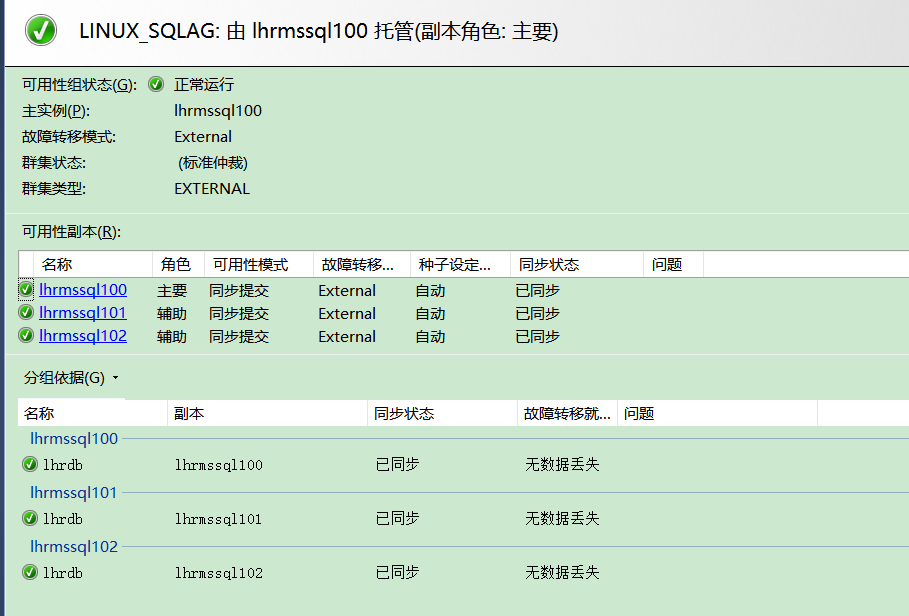 LINUX_SQLAG: 由 lhrmssql100 托管(副本角色: 主要)
可用性组状态(G): 正常运行
主实例(P): lhrmssql100
故障转移模式: External
群集状态: (标准仲裁)
群集类型: EXTERNAL
可用性副本(R):
名称 角色 可用性模式 故障转移... 种子设定... 同步状态 问题
lhrmssql100 主要 同步提交 External 自动 已同步
lhrmssql101 辅助 同步提交 External 自动 已同步
lhrmssql102 辅助 同步提交 External 自动 已同步
分组依据(G)
名称 副本 同步状态 故障转移就... 问题
lhrmssql100
lhrdb lhrmssql100 已同步 无数据丢失
lhrmssql101
lhrdb lhrmssql101 已同步 无数据丢失
lhrmssql102
lhrdb lhrmssql102 已同步 无数据丢失